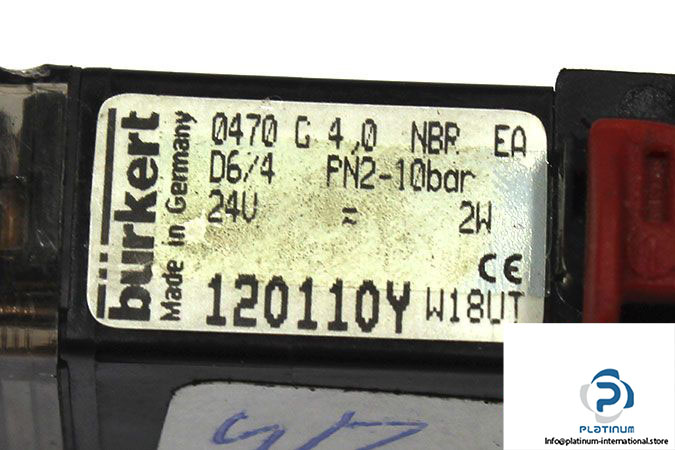 bürkert
Made in Germany
0470 G 4,0 NBR EA
D6/4 PN2-10bar
24V = 2W
CE
120110Y W18UT
PLATINUM
info@platinum-international.store